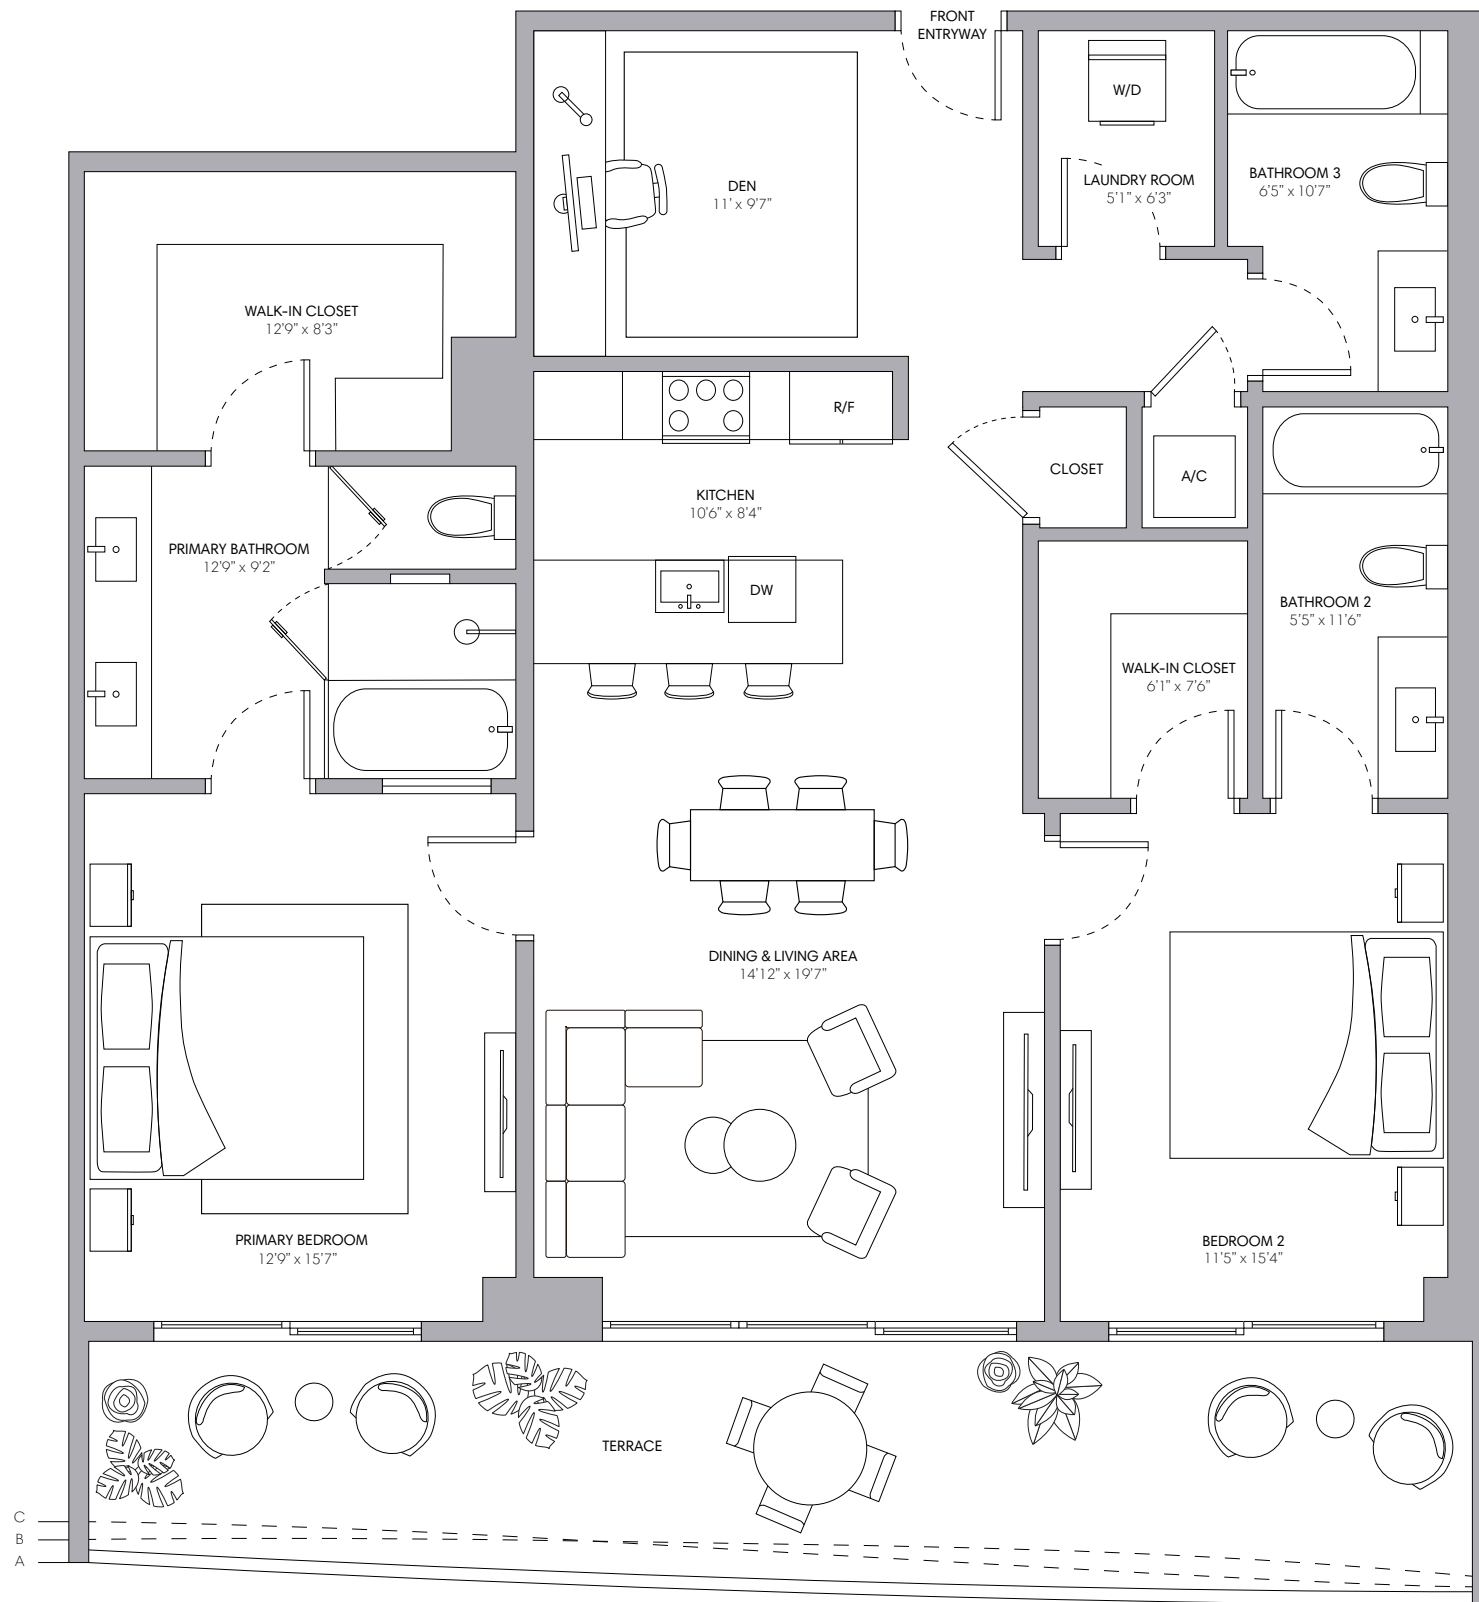 FRONT
ENTRYWAY
W/D
LAUNDRY ROOM
5'1" x 6'3"
BATHROOM 3
6'5" x 10'7"
DEN
11' x 9'7"
WALK-IN CLOSET
12'9" x 8'3"
R/F
CLOSET
A/C
KITCHEN
10'6" x 8'4"
PRIMARY BATHROOM
12'9" x 9'2"
DW
BATHROOM 2
5'5" x 11'6"
WALK-IN CLOSET
6'1" x 7'6"
DINING & LIVING AREA
14'12" x 19'7"
PRIMARY BEDROOM
12'9" x 15'7"
BEDROOM 2
11'5" x 15'4"
TERRACE
C
B
A